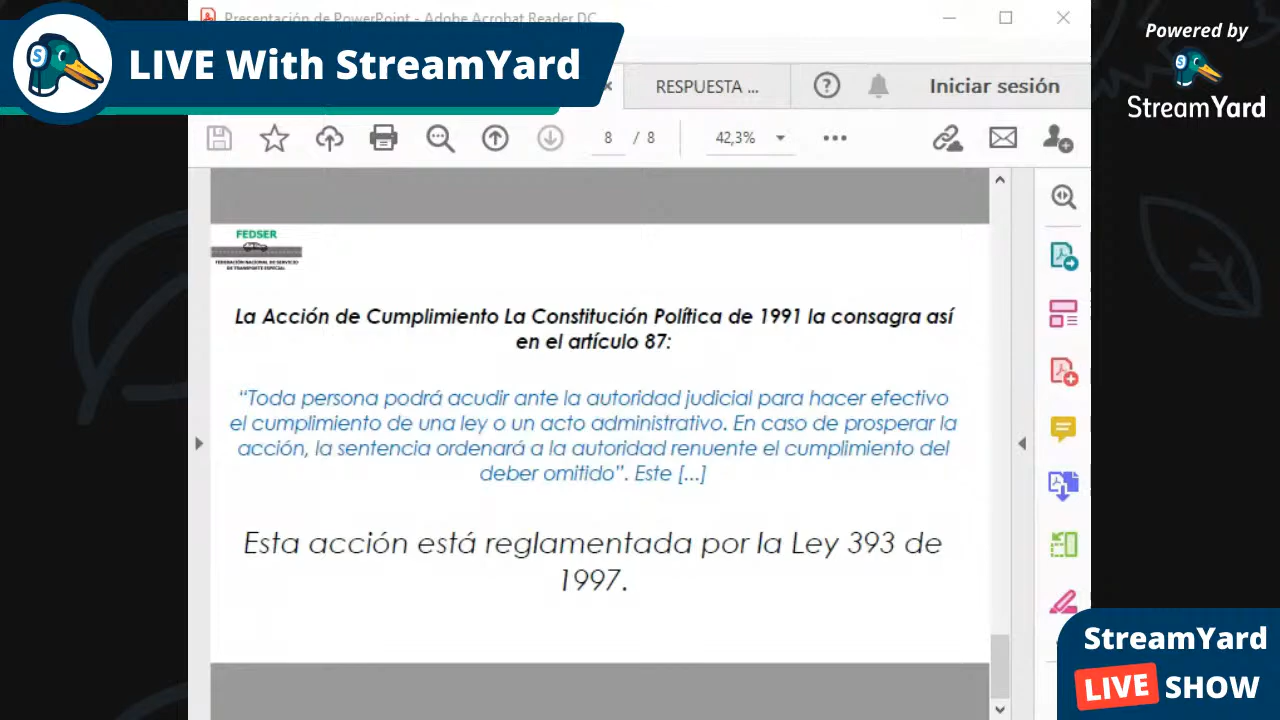 Presentación de PowerPoint - Adobe Acrobat Reader DC
LIVE With StreamYard
Powered by
StreamYard
RESPUESTA ...
Iniciar sesión
8 / 8
42,3%
FEDSER
FEDERACIÓN NACIONAL DE SERVICIO
DE TRANSPORTE ESPECIAL
La Acción de Cumplimiento La Constitución Política de 1991 la consagra así
en el artículo 87:
“Toda persona podrá acudir ante la autoridad judicial para hacer efectivo
el cumplimiento de una ley o un acto administrativo. En caso de prosperar la
acción, la sentencia ordenará a la autoridad renuente el cumplimiento del
deber omitido”. Este [...]
Esta acción está reglamentada por la Ley 393 de
1997.
StreamYard
LIVE SHOW